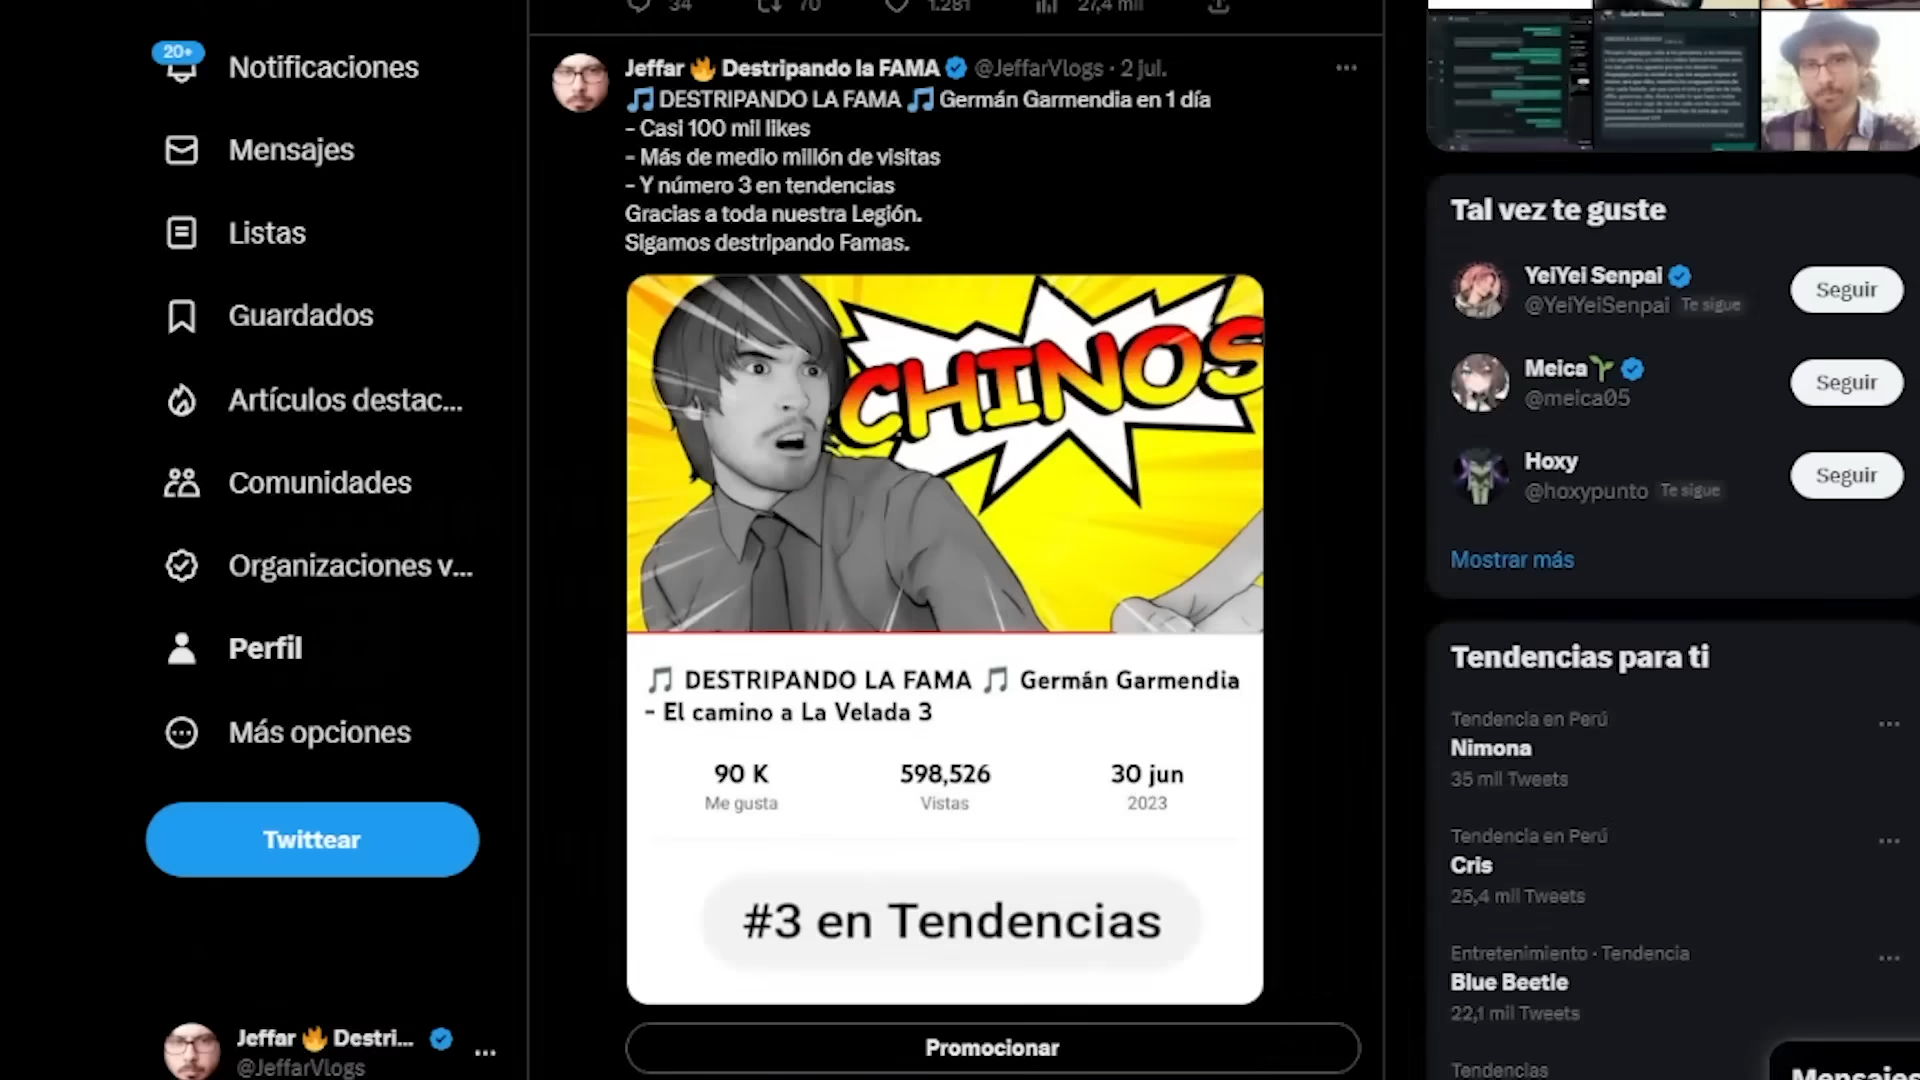 20+
Notificaciones
Mensajes
Listas
Guardados
Artículos destac...
Comunidades
Organizaciones v...
Perfil
Más opciones
Twittear
Jeffar 🔥 Destri...
@JeffarVlogs
34
70
1.281
27,4 mil
Jeffar 🔥 Destripando la FAMA @JeffarVlogs · 2 jul.
🎵 DESTRIPANDO LA FAMA 🎵 Germán Garmendia en 1 día
- Casi 100 mil likes
- Más de medio millón de visitas
- Y número 3 en tendencias
Gracias a toda nuestra Legión.
Sigamos destripando Famas.
CHINOS
🎵 DESTRIPANDO LA FAMA 🎵 Germán Garmendia
- El camino a La Velada 3
90 K
598,526
30 jun
Me gusta
Vistas
2023
#3 en Tendencias
Promocionar
Tal vez te guste
YeiYei Senpai
@YeiYeiSenpai Te sigue
Seguir
Meica
@meica05
Seguir
Hoxy
@hoxypunto Te sigue
Seguir
Mostrar más
Tendencias para ti
Tendencia en Perú
Nimona
35 mil Tweets
Tendencia en Perú
Cris
25,4 mil Tweets
Entretenimiento · Tendencia
Blue Beetle
22,1 mil Tweets
Tendencias
Mensajes